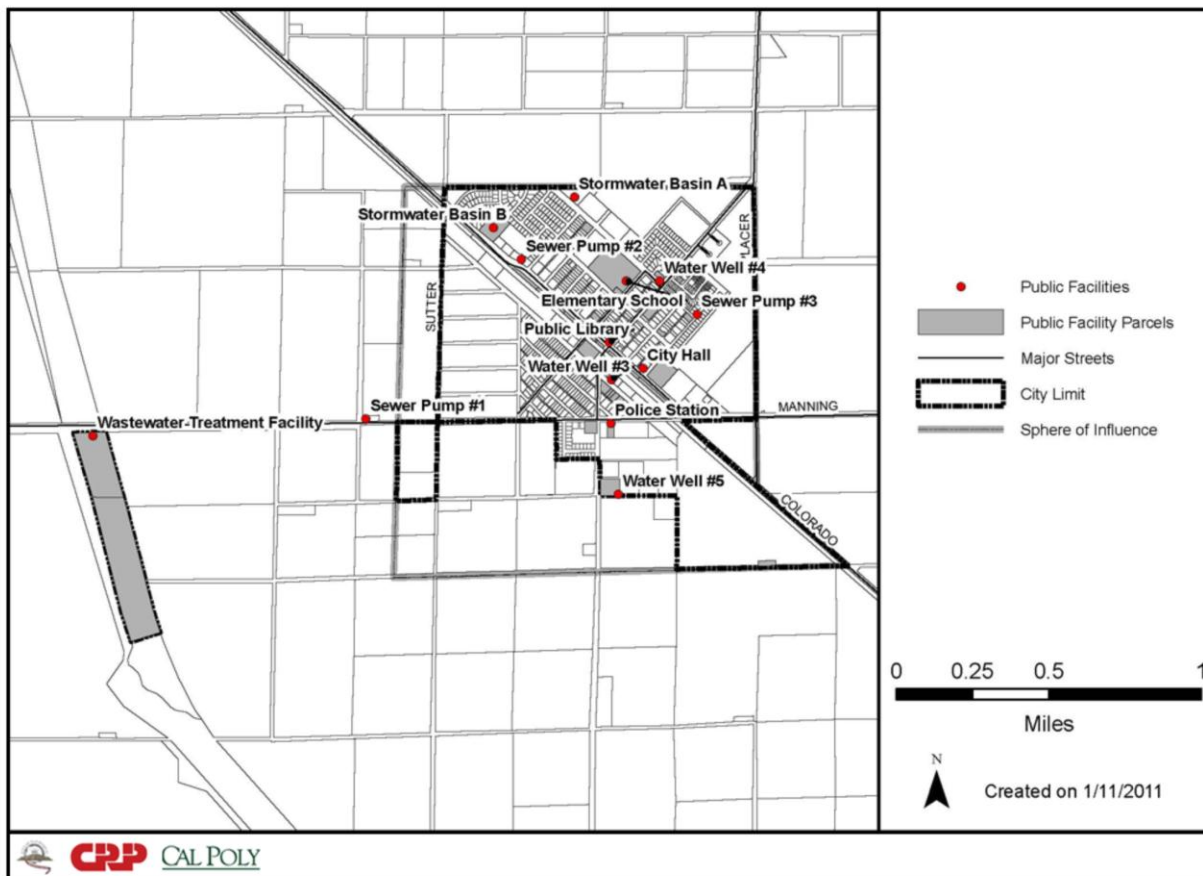 Stormwater Basin A
Stormwater Basin B
Sewer Pump #2
Water Well #4
PLACER
Elementary School
Sewer Pump #3
SUTTER
Public Library
City Hall
Water Well #3
Sewer Pump #1
Police Station
MANNING
Wastewater Treatment Facility
Water Well #5
COLORADO
Public Facilities
Public Facility Parcels
Major Streets
City Limit
Sphere of Influence
0 0.25 0.5 1
Miles
N
Created on 1/11/2011
CRP CAL POLY